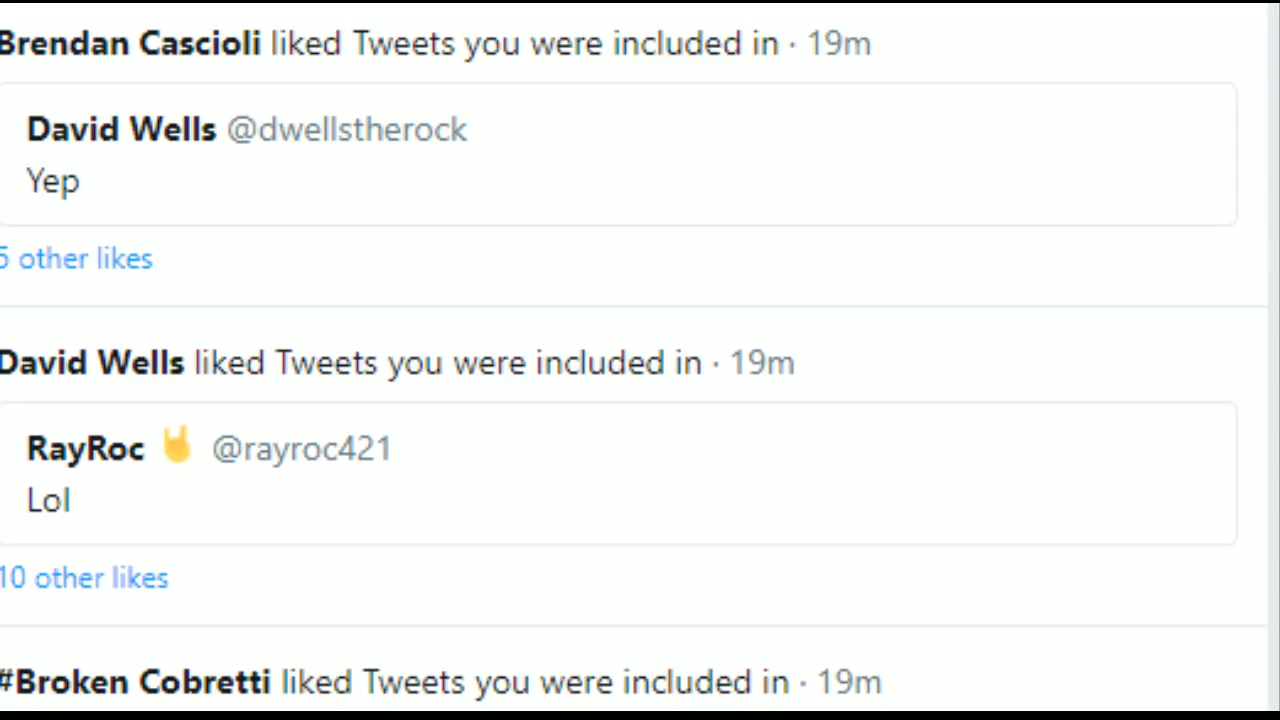 Brendan Cascioli liked Tweets you were included in · 19m
David Wells @dwellstherock
Yep
5 other likes
David Wells liked Tweets you were included in · 19m
RayRoc 🤘 @rayroc421
Lol
10 other likes
#Broken Cobretti liked Tweets you were included in · 19m